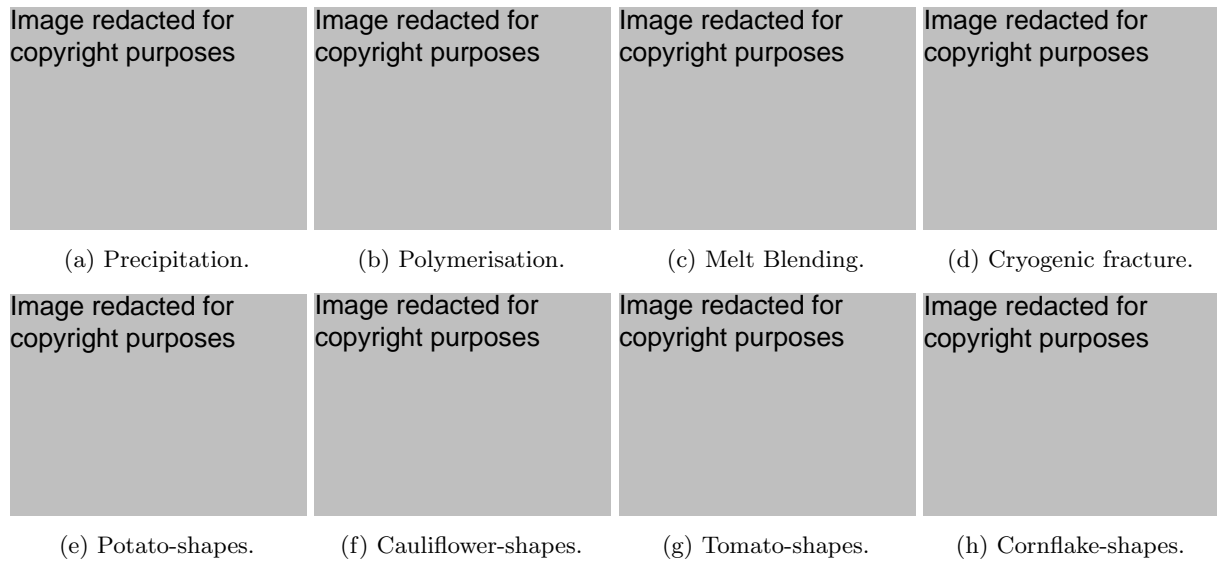 Image redacted for
copyright purposes
Image redacted for
copyright purposes
Image redacted for
copyright purposes
Image redacted for
copyright purposes
(a) Precipitation.
(b) Polymerisation.
(c) Melt Blending.
(d) Cryogenic fracture.
Image redacted for
copyright purposes
Image redacted for
copyright purposes
Image redacted for
copyright purposes
Image redacted for
copyright purposes
(e) Potato-shapes.
(f) Cauliflower-shapes.
(g) Tomato-shapes.
(h) Cornflake-shapes.